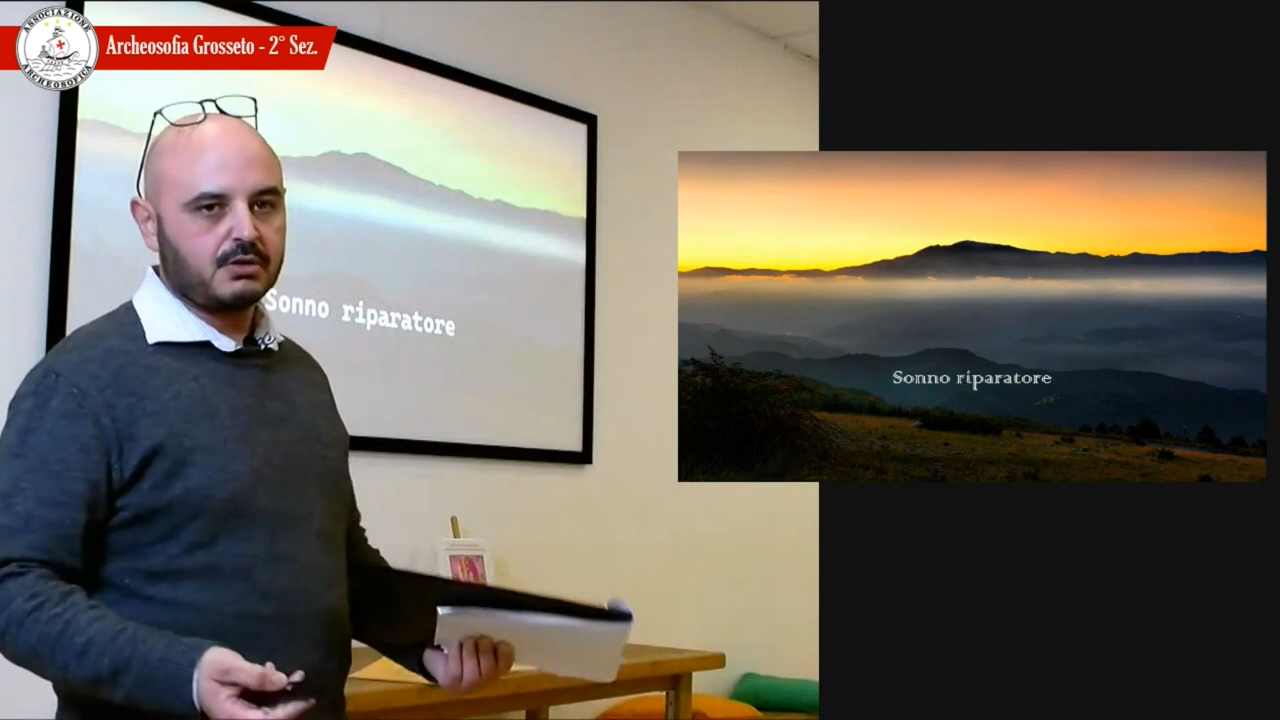 ASSOCIAZIONE
ARCHEOSOFICA
Archeosofia Grosseto - 2° Sez.
Sonno riparatore
Sonno riparatore